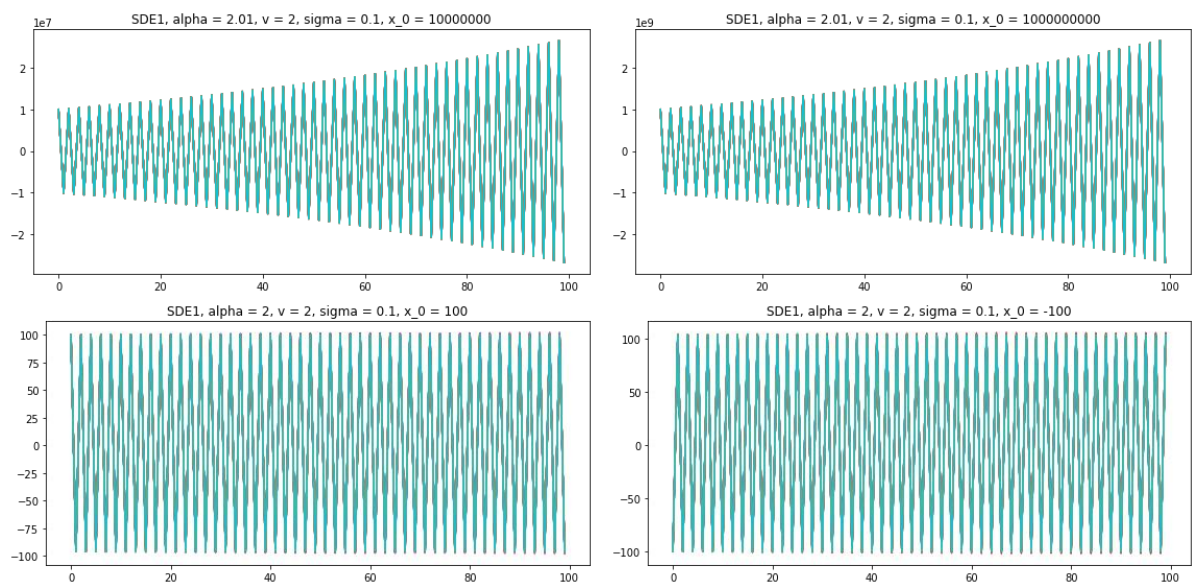 SDE1, alpha = 2.01, v = 2, sigma = 0.1, x_0 = 10000000
1e7
2
1
0
−1
−2
0 20 40 60 80 100
SDE1, alpha = 2.01, v = 2, sigma = 0.1, x_0 = 1000000000
1e9
2
1
0
−1
−2
0 20 40 60 80 100
SDE1, alpha = 2, v = 2, sigma = 0.1, x_0 = 100
100
75
50
25
0
−25
−50
−75
−100
0 20 40 60 80 100
SDE1, alpha = 2, v = 2, sigma = 0.1, x_0 = -100
100
50
0
−50
−100
0 20 40 60 80 100